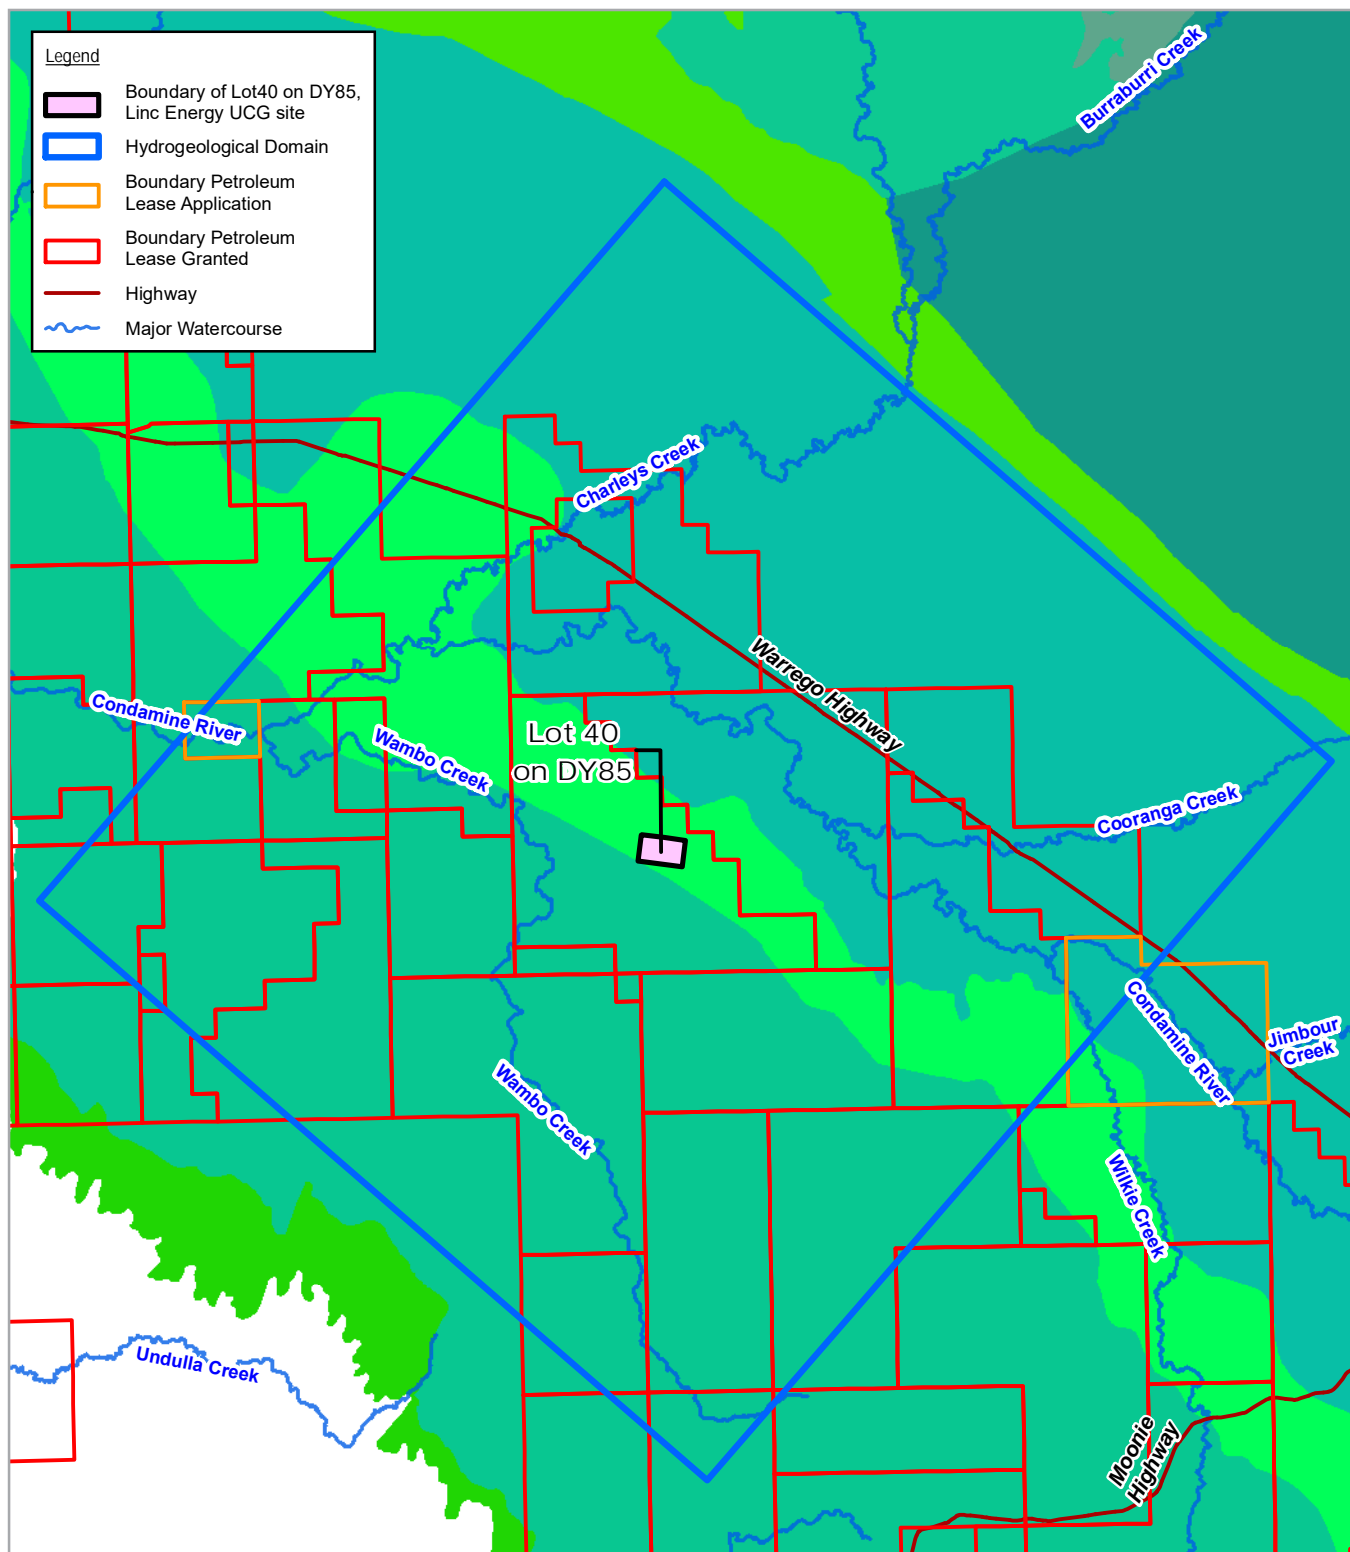 Legend
Boundary of Lot40 on DY85,
Linc Energy UCG site
Hydrogeological Domain
Boundary Petroleum
Lease Application
Boundary Petroleum
Lease Granted
Highway
Major Watercourse
Burraburri Creek
Charleys Creek
Warrego Highway
Condamine River
Wambo Creek
Lot 40
on DY85
Cooranga Creek
Condamine River
Jimbour
Creek
Wambo Creek
Wilkie Creek
Undulla Creek
Moonie
Highway